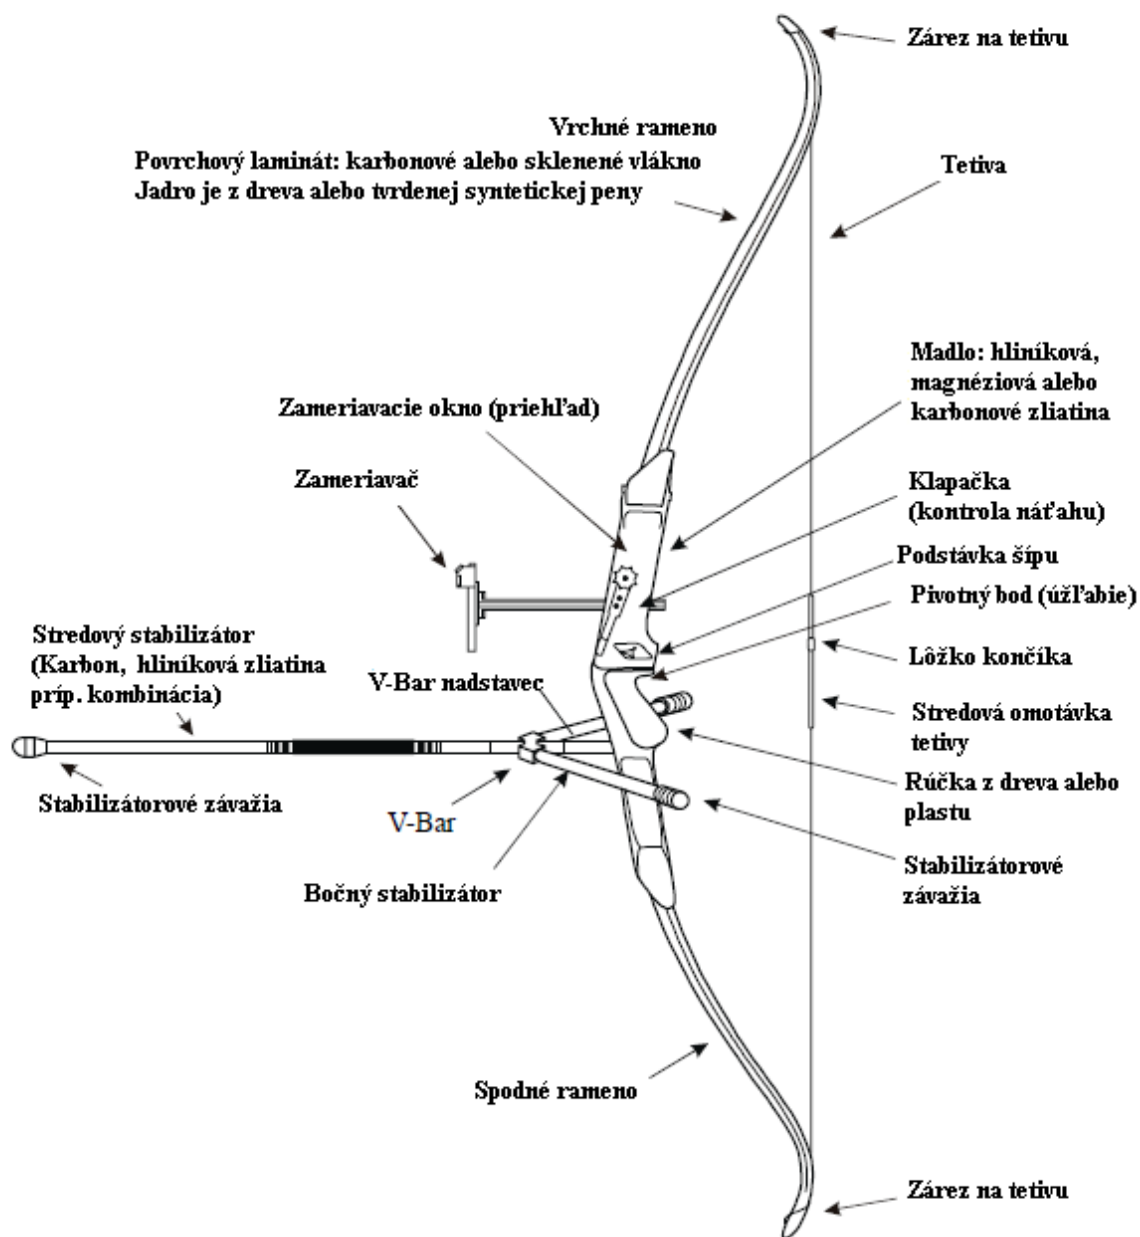 Zárez na tetivu
Vrchné rameno
Povrchový laminát: karbonové alebo sklenené vlákno
Jadro je z dreva alebo tvrdenej syntetickej peny
Tetiva
Madlo: hliníková,
magnéziová alebo
karbonové zliatina
Zameriavacie okno (priehľad)
Zameriavač
Klapačka
(kontrola náťahu)
Podstávka šípu
Pivotný bod (úžľabie)
Stredový stabilizátor
(Karbon, hliníková zliatina
príp. kombinácia)
V-Bar nadstavec
Lôžko končíka
Stredová omotávka
tetivy
Stabilizátorové závažia
V-Bar
Rúčka z dreva alebo
plastu
Bočný stabilizátor
Stabilizátorové
závažia
Spodné rameno
Zárez na tetivu